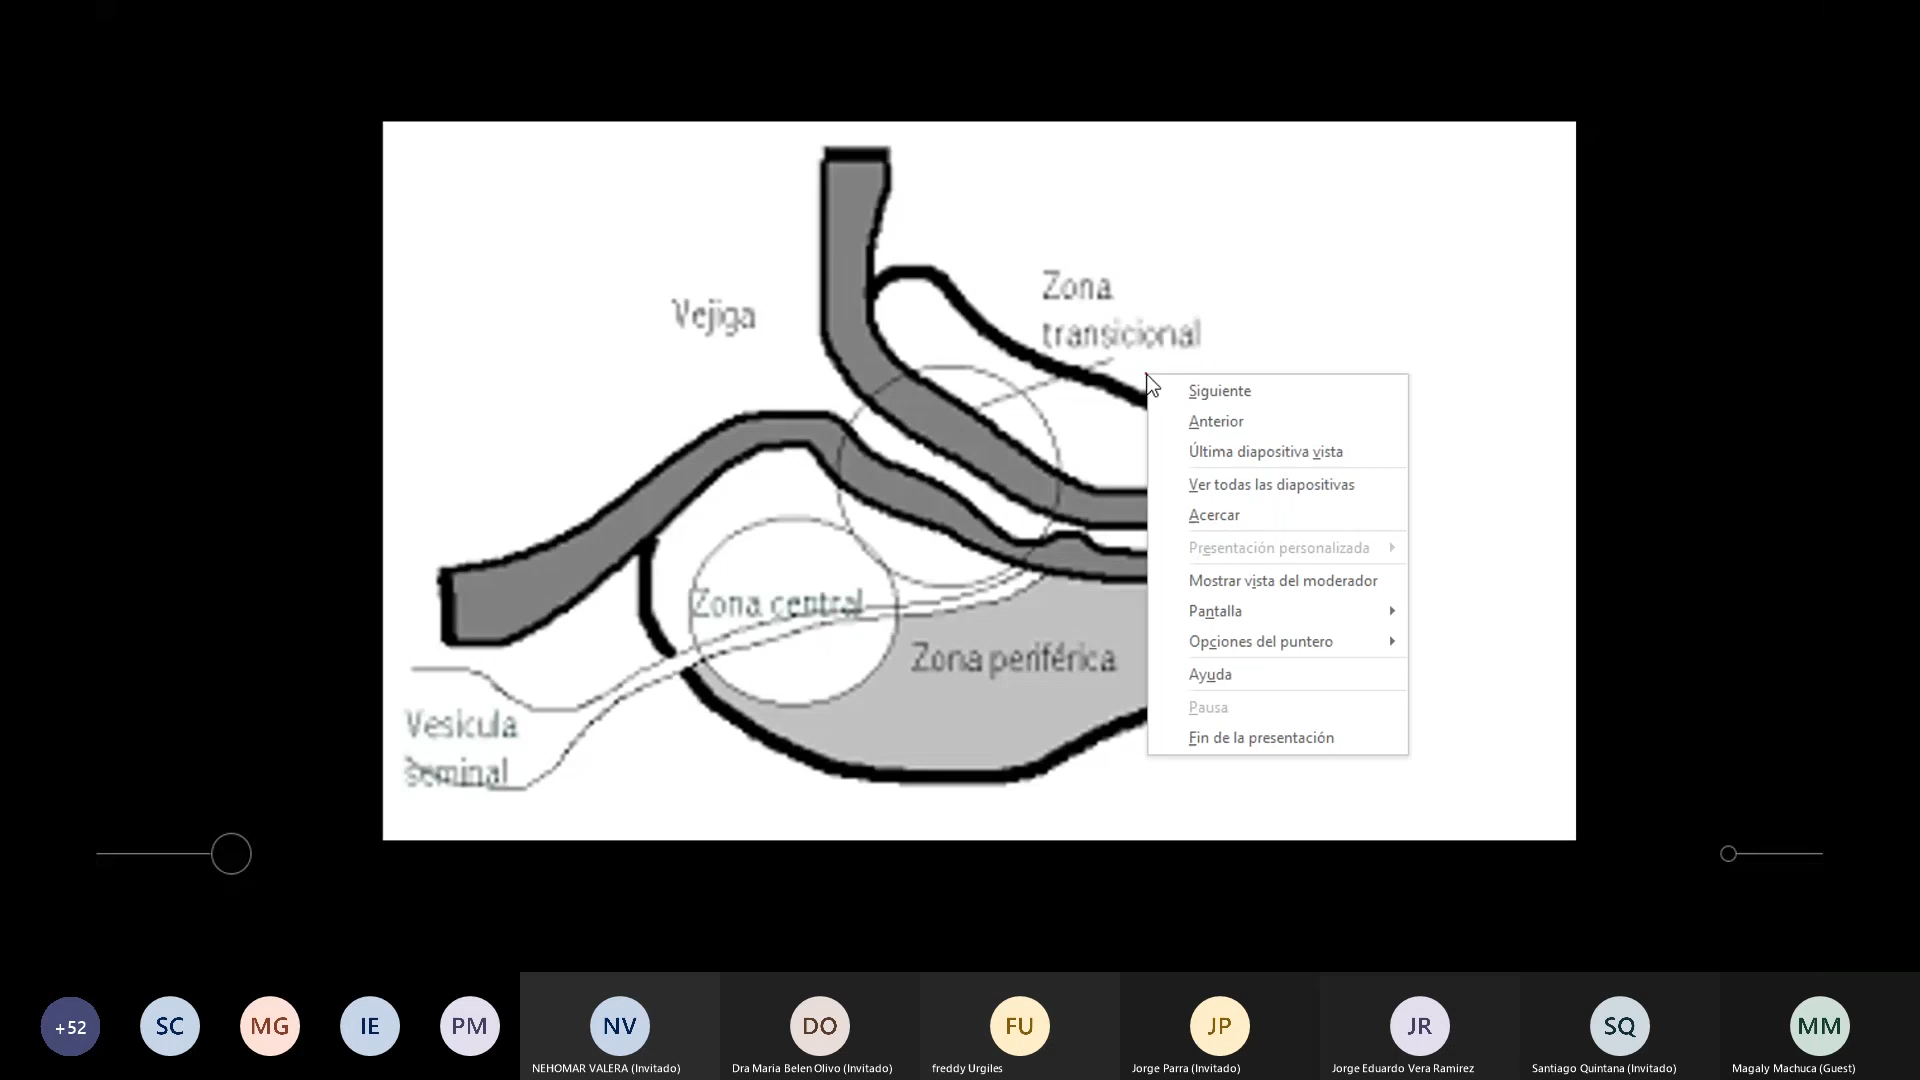 Vejiga
Zona
transicional
Zona central
Zona periférica
Vesicula
Seminal
Siguiente
Anterior
Última diapositiva vista
Ver todas las diapositivas
Acercar
Presentación personalizada
Mostrar vista del moderador
Pantalla
Opciones del puntero
Ayuda
Pausa
Fin de la presentación
+52
SC
MG
IE
PM
NV
DO
FU
JP
JR
SQ
MM
NEHOMAR VALERA (Invitado)
Dra Maria Belen Olivo (Invitado)
freddy Urgiles
Jorge Parra (Invitado)
Jorge Eduardo Vera Ramirez
Santiago Quintana (Invitado)
Magaly Machuca (Guest)